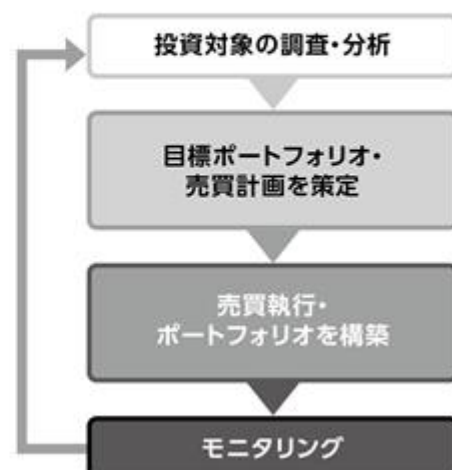 投資対象の調査・分析
目標ポートフォリオ・
売買計画を策定
売買執行・
ポートフォリオを構築
モニタリング